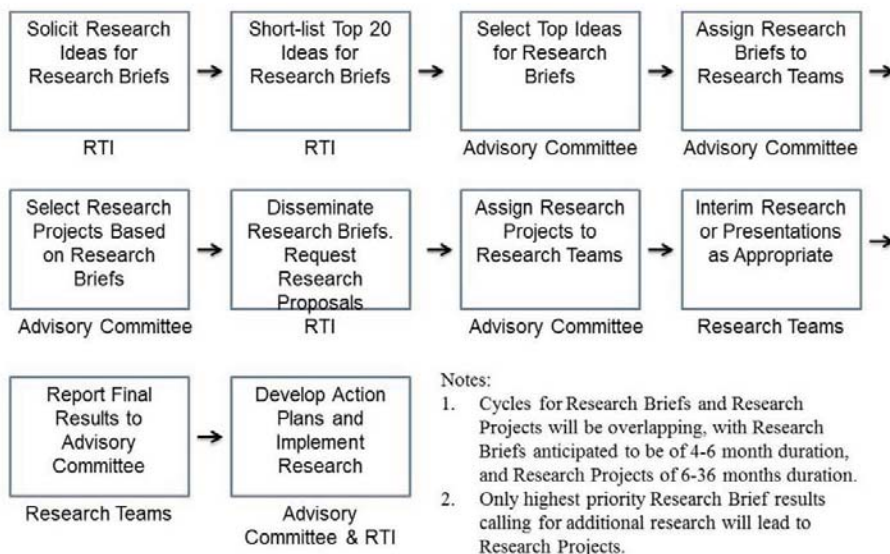 Solicit Research
Ideas for
Research Briefs
RTI
Short-list Top 20
Ideas for
Research Briefs
RTI
Select Top Ideas
for Research
Briefs
Advisory Committee
Assign Research
Briefs to
Research Teams
Advisory Committee
Select Research
Projects Based
on Research
Briefs
Advisory Committee
Disseminate
Research Briefs.
Request
Research
Proposals
RTI
Assign Research
Projects to
Research Teams
Advisory Committee
Interim Research
or Presentations
as Appropriate
Research Teams
Report Final
Results to
Advisory
Committee
Research Teams
Develop Action
Plans and
Implement
Research
Advisory
Committee & RTI
Notes:
1. Cycles for Research Briefs and Research
Projects will be overlapping, with Research
Briefs anticipated to be of 4-6 month duration,
and Research Projects of 6-36 months duration.
2. Only highest priority Research Brief results
calling for additional research will lead to
Research Projects.